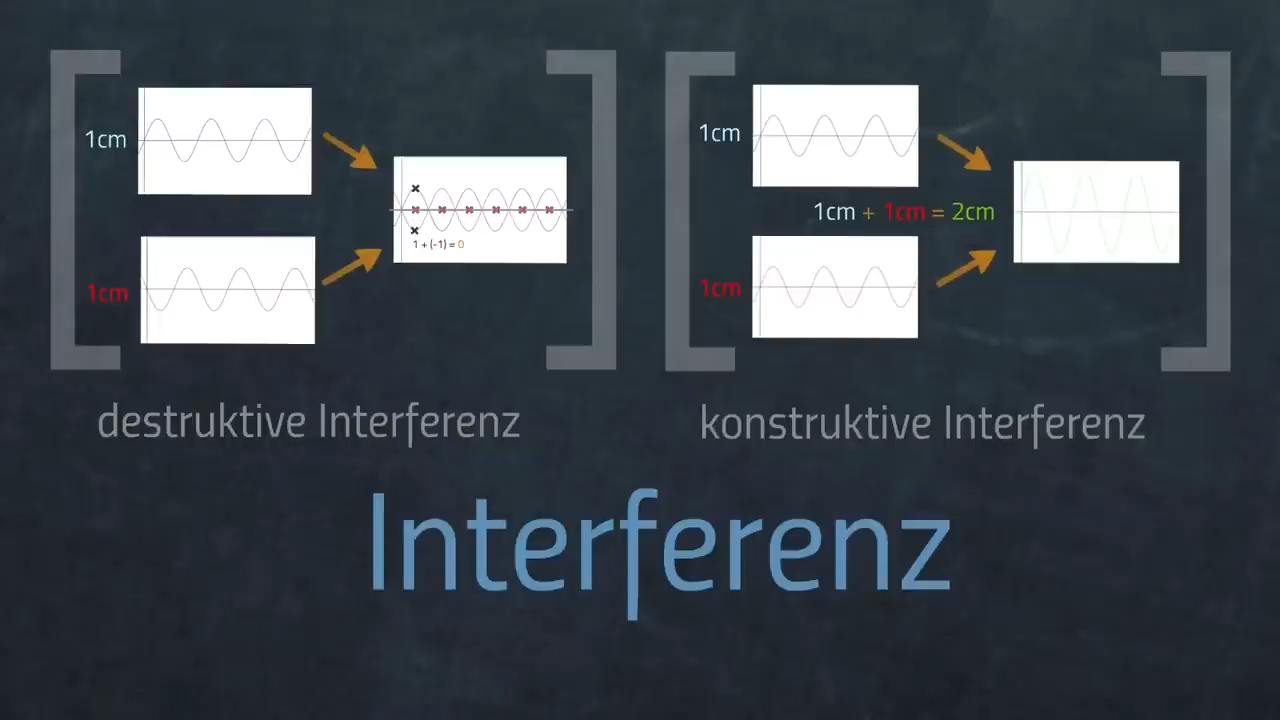 1cm
1 + (-1) = 0
1cm
destruktive Interferenz
1cm
1cm + 1cm = 2cm
1cm
konstruktive Interferenz
Interferenz